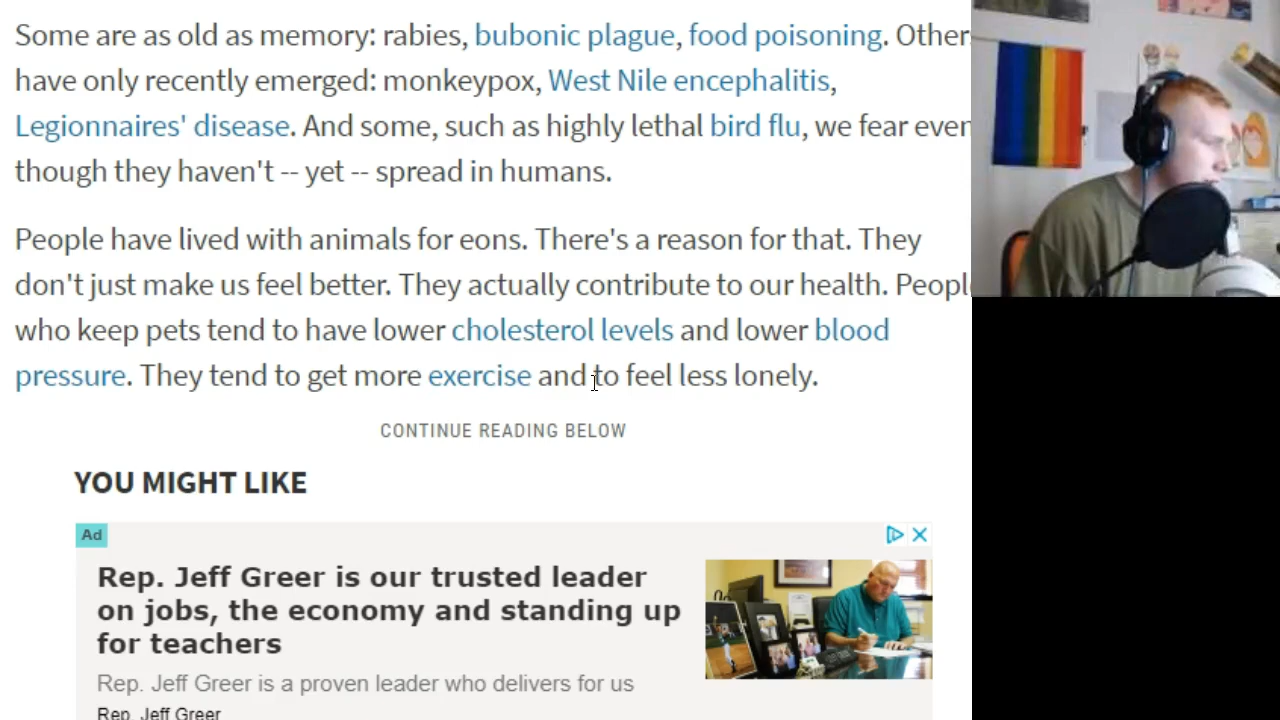 Some are as old as memory: rabies, bubonic plague, food poisoning. Other
have only recently emerged: monkeypox, West Nile encephalitis,
Legionnaires' disease. And some, such as highly lethal bird flu, we fear even
though they haven't -- yet -- spread in humans.
People have lived with animals for eons. There's a reason for that. They
don't just make us feel better. They actually contribute to our health. Peopl
who keep pets tend to have lower cholesterol levels and lower blood
pressure. They tend to get more exercise and to feel less lonely.
CONTINUE READING BELOW
YOU MIGHT LIKE
Ad
Rep. Jeff Greer is our trusted leader
on jobs, the economy and standing up
for teachers
Rep. Jeff Greer is a proven leader who delivers for us
Rep. Jeff Greer